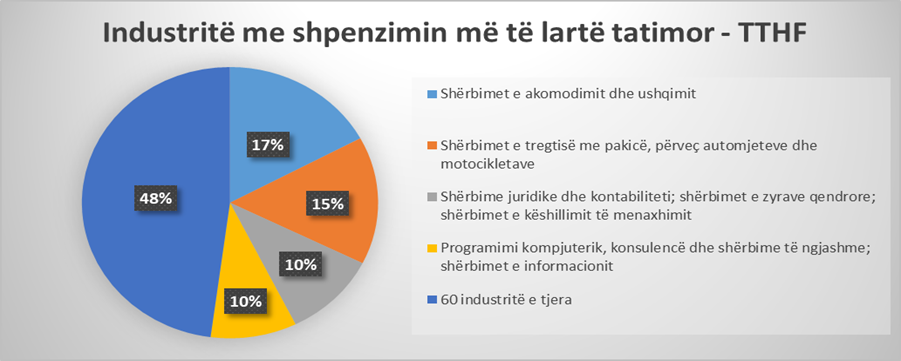 Industritë me shpenzimin më të lartë tatimor - TTHF
17%
15%
10%
10%
48%
Shërbimet e akomodimit dhe ushqimit
Shërbimet e tregtisë me pakicë, përveç automjeteve dhe
motocikletave
Shërbime juridike dhe kontabiliteti; shërbimet e zyrave qendrore;
shërbimet e këshillimit të menaxhimit
Programimi kompjuterik, konsulencë dhe shërbime të ngjashme;
shërbimet e informacionit
60 industritë e tjera